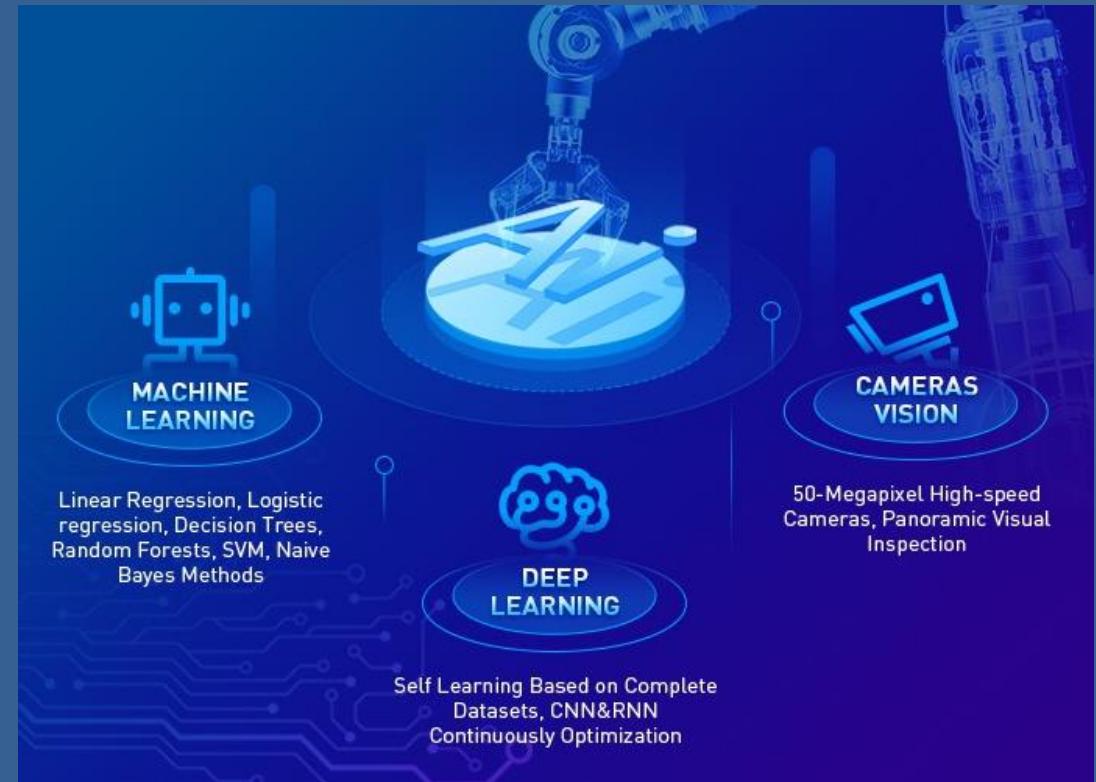 Ai
MACHINE
LEARNING
Linear Regression, Logistic
regression, Decision Trees,
Random Forests, SVM, Naive
Bayes Methods
DEEP
LEARNING
Self Learning Based on Complete
Datasets, CNN&RNN
Continuously Optimization
CAMERAS
VISION
50-Megapixel High-speed
Cameras, Panoramic Visual
Inspection